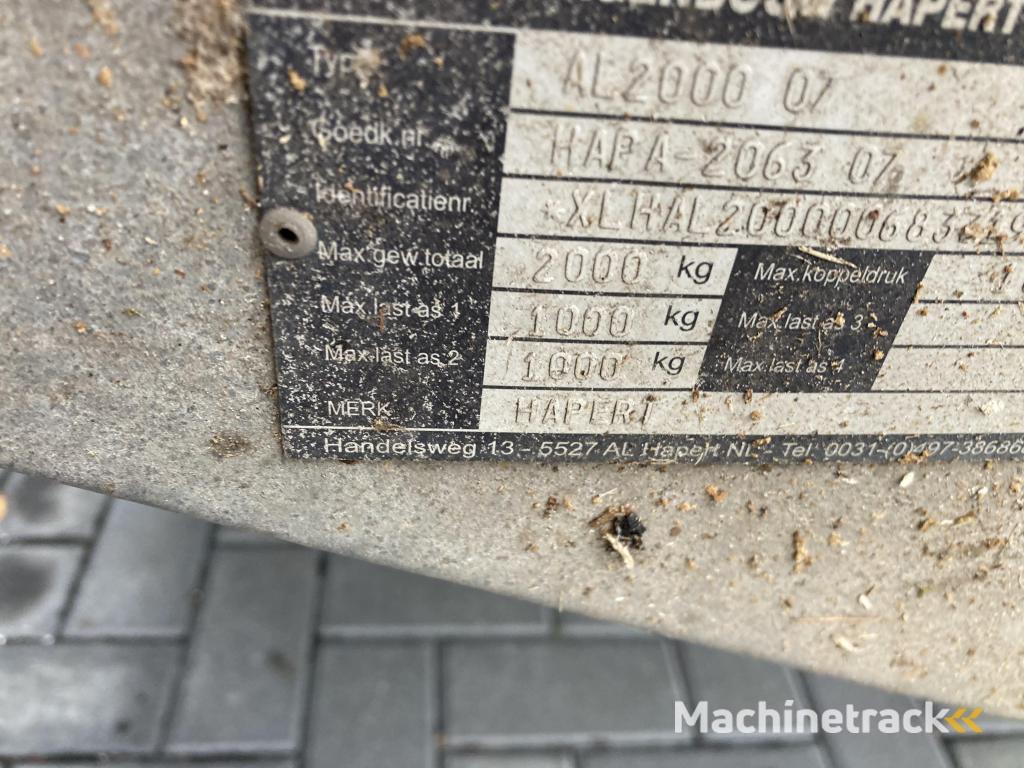 HAPERT
Type AL2000 07
Goedk.nr. HAPA-2063 07
Identificatienr.
Max.gew.totaal 2000 kg Max.koppeldruk
Max.last as 1 1000 kg Max.last as 3
Max.last as 2 1000 kg Max.last as 4
MERK HAPERT
Handelsweg 13 - 5527 AL Hapert NL - Tel. 0031-(0)497-38686
Machinetrack